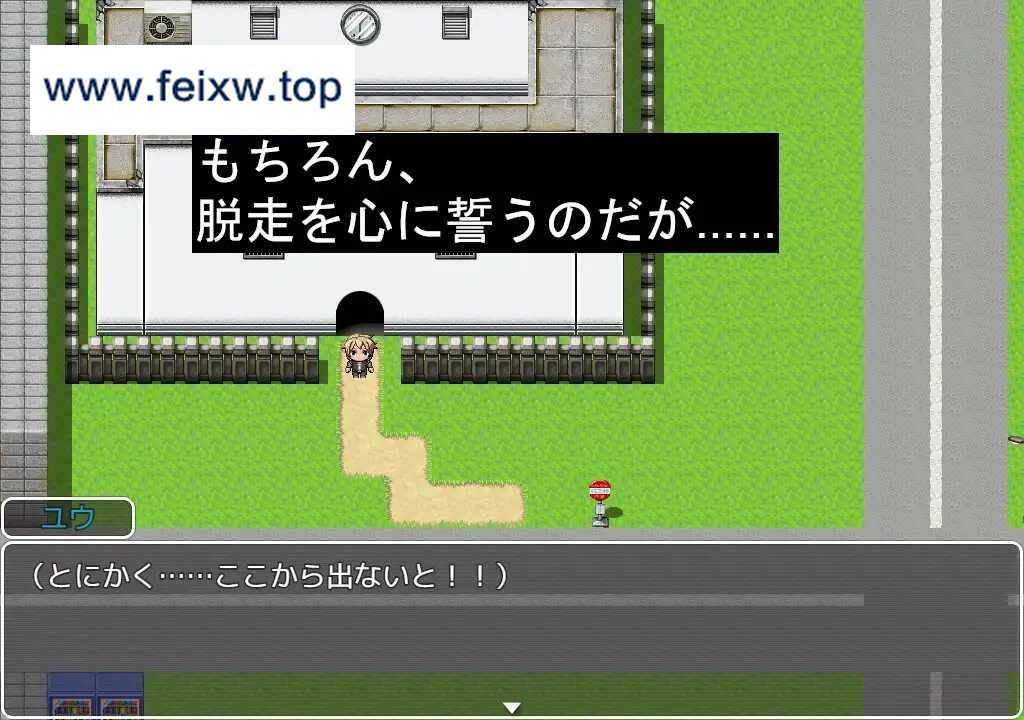 www.feixw.top
もちろん、
脱走を心に誓うのだが……
ユウ
（とにかく……ここから出ないと！！）